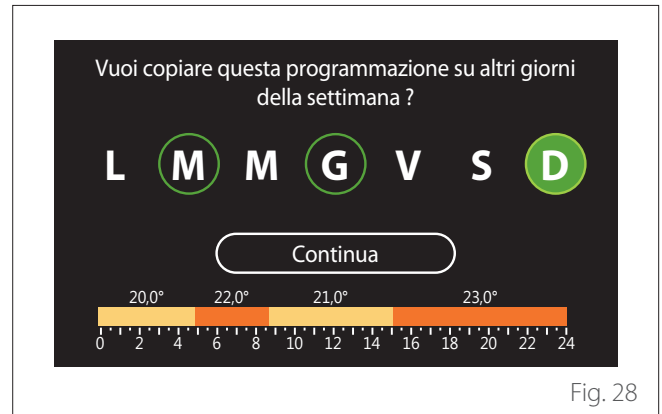 Vuoi copiare questa programmazione su altri giorni
della settimana ?
L M M G V S D
Continua
20,0° 22,0° 21,0° 23,0°
0 2 4 6 8 10 12 14 16 18 20 22 24
Fig. 28